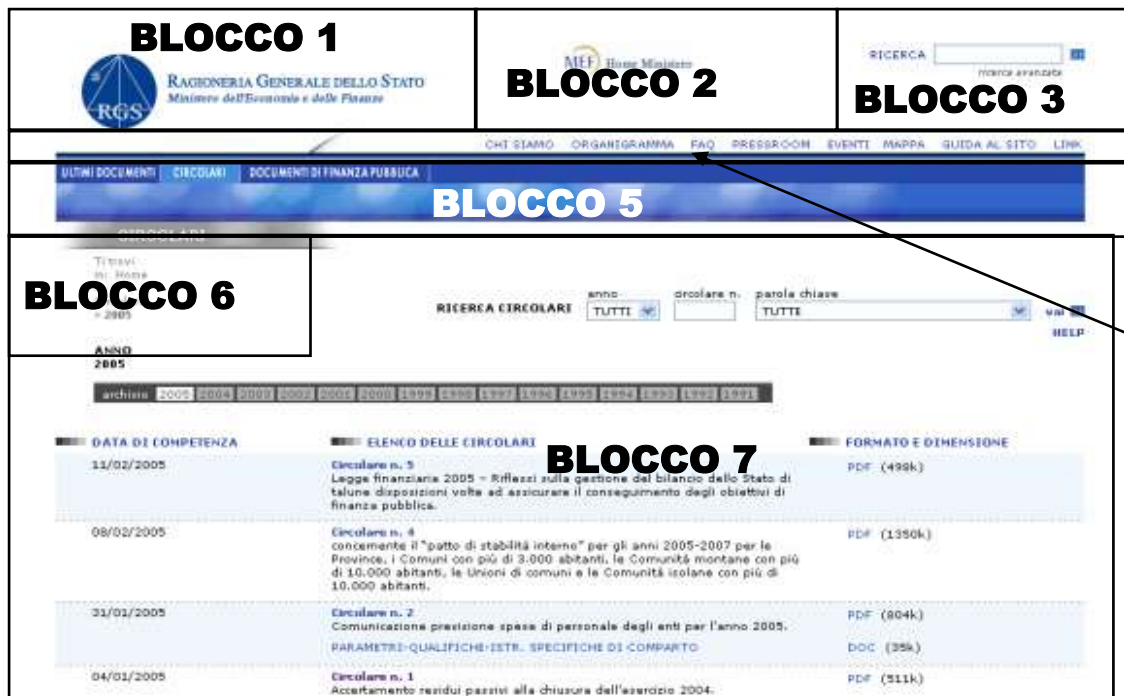 BLOCCO 1
RAGIONERIA GENERALE DELLO STATO
Ministero dell'Economia e delle Finanze
RGS
MEF Home Ministero
BLOCCO 2
RICERCA
ricerca avanzata
BLOCCO 3
CHI SIAMO ORGANIGRAMMA FAQ PRESSROOM EVENTI MAPPA GUIDA AL SITO LINK
ULTIMI DOCUMENTI CIRCOLARI DOCUMENTI DI FINANZA PUBBLICA
BLOCCO 5
CIRCOLARI
Ti trovi
in: Home
BLOCCO 6
- 2005
anno circolare n. parola chiave
RICERCA CIRCOLARI TUTTI TUTTE vai
HELP
ANNO
2005
archivio 2005 2004 2003 2002 2001 2000 1999 1998 1997 1996 1995 1994 1993 1992 1991
DATA DI COMPETENZA ELENCO DELLE CIRCOLARI FORMATO E DIMENSIONE
BLOCCO 7
11/02/2005 Circolare n. 5 PDF (498k)
Legge finanziaria 2005 - Riflessi sulla gestione del bilancio dello Stato di
talune disposizioni volte ad assicurare il conseguimento degli obiettivi di
finanza pubblica.
08/02/2005 Circolare n. 4 PDF (1350k)
concernente il "patto di stabilità interno" per gli anni 2005-2007 per le
Province, i Comuni con più di 3.000 abitanti, le Comunità montane con più
di 10.000 abitanti, le Unioni di comuni e le Comunità isolane con più di
10.000 abitanti.
31/01/2005 Circolare n. 2 PDF (804k)
Comunicazione previsione spese di personale degli enti per l'anno 2005.
PARAMETRI-QUALIFICHE-ISTR. SPECIFICHE DI COMPARTO DOC (35k)
04/01/2005 Circolare n. 1 PDF (511k)
Accertamento residui passivi alla chiusura dell'esercizio 2004.